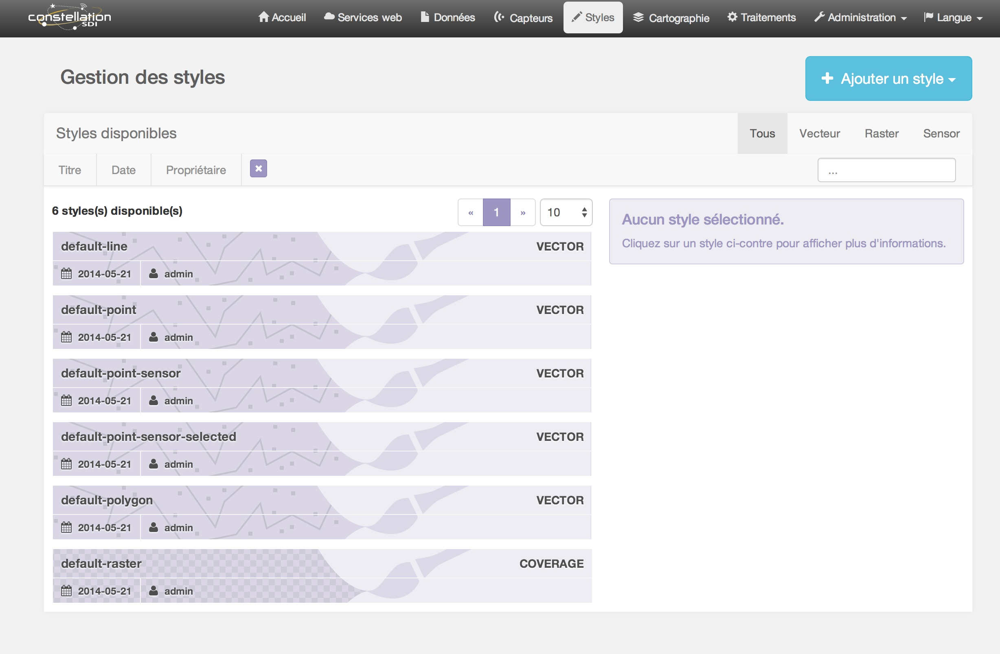 constellation
SDI
Accueil Services web Données Capteurs Styles Cartographie Traitements Administration Langue
Gestion des styles
Ajouter un style
Styles disponibles
Tous Vecteur Raster Sensor
Titre Date Propriétaire
...
6 styles(s) disponible(s)
« 1 » 10
Aucun style sélectionné.
Cliquez sur un style ci-contre pour afficher plus d'informations.
default-line VECTOR
2014-05-21 admin
default-point VECTOR
2014-05-21 admin
default-point-sensor VECTOR
2014-05-21 admin
default-point-sensor-selected VECTOR
2014-05-21 admin
default-polygon VECTOR
2014-05-21 admin
default-raster COVERAGE
2014-05-21 admin